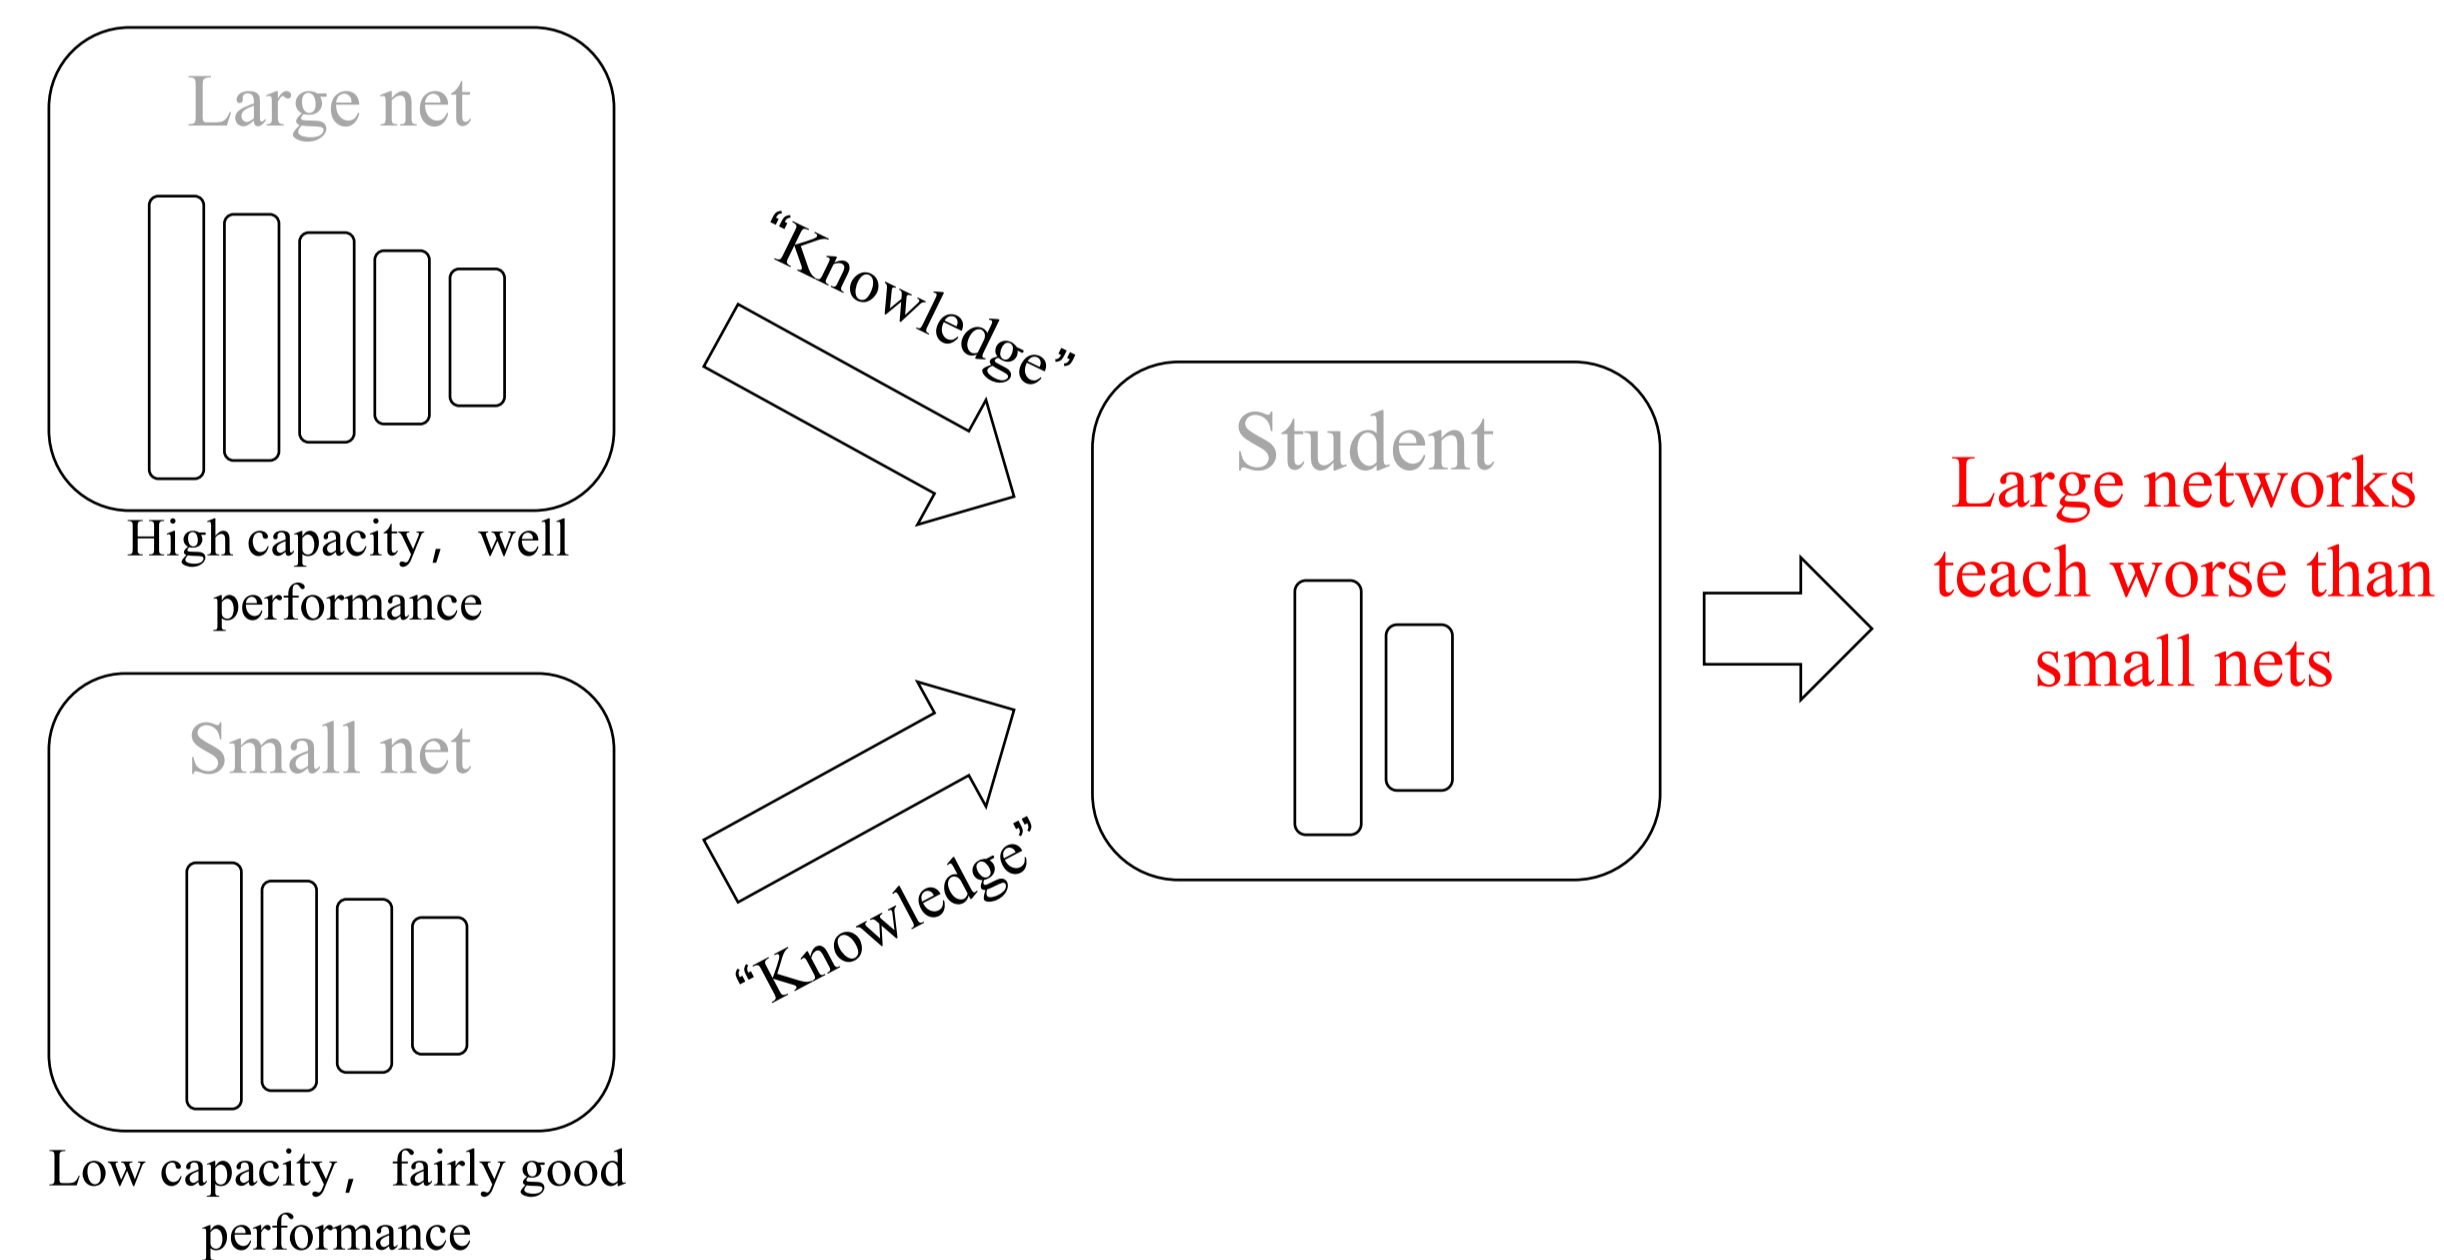 Large net
High capacity， well
performance
“Knowledge”
Small net
Low capacity， fairly good
performance
“Knowledge”
Student
Large networks
teach worse than
small nets